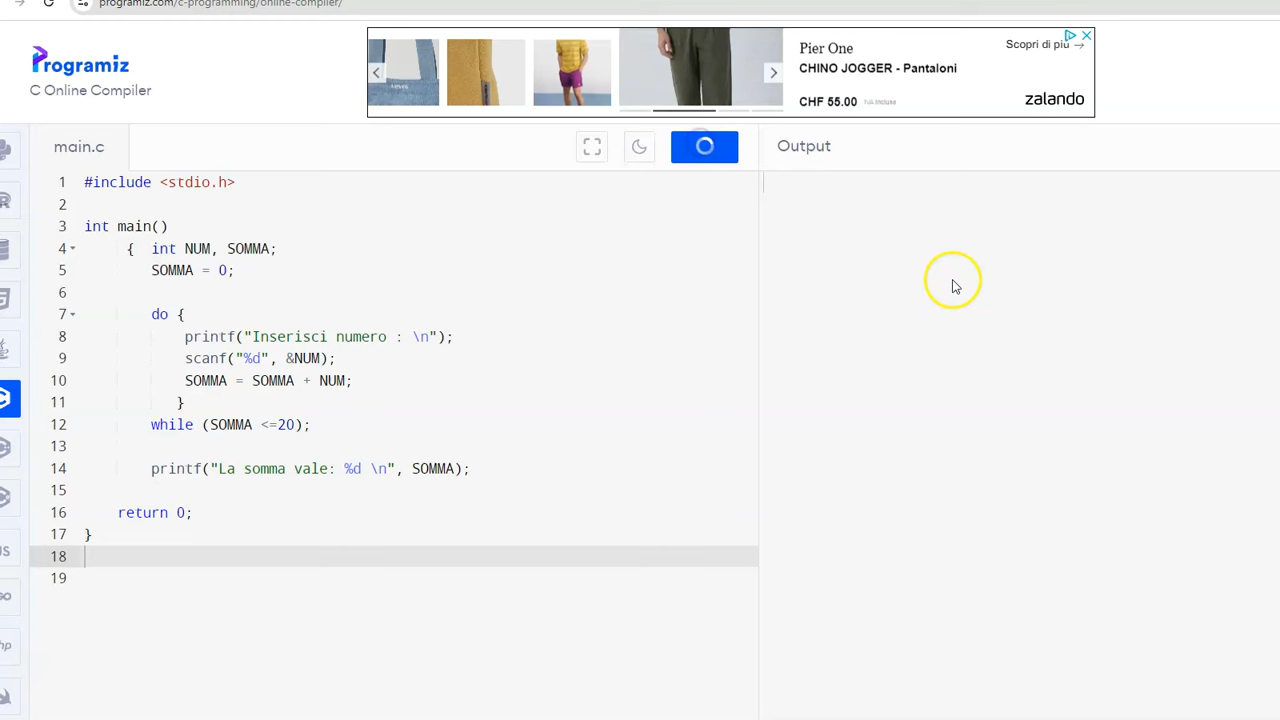 programiz.com/c-programming/online-compiler/
Programiz
C Online Compiler
Pier One
CHINO JOGGER - Pantaloni
CHF 55.00 IVA inclusa
Scopri di più →
zalando
main.c
Output
1 #include <stdio.h>
2
3 int main()
4 { int NUM, SOMMA;
5 SOMMA = 0;
6
7 do {
8 printf("Inserisci numero : \n");
9 scanf("%d", &NUM);
10 SOMMA = SOMMA + NUM;
11 }
12 while (SOMMA <=20);
13
14 printf("La somma vale: %d \n", SOMMA);
15
16 return 0;
17 }
18
19